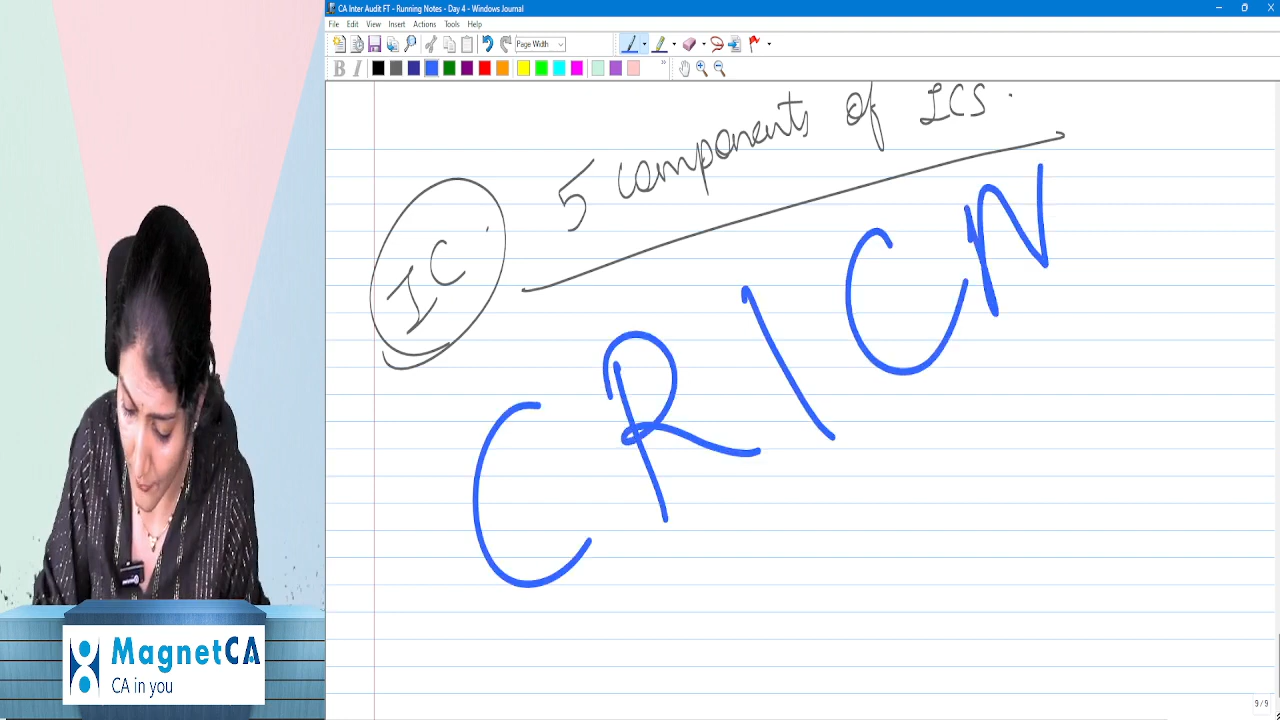 CA Inter Audit FT - Running Notes - Day 4 - Windows Journal
File Edit View Insert Actions Tools Help
Page Width
B I
5 components of ICS.
IC
CRICN
MagnetCA
CA in you
9 / 9